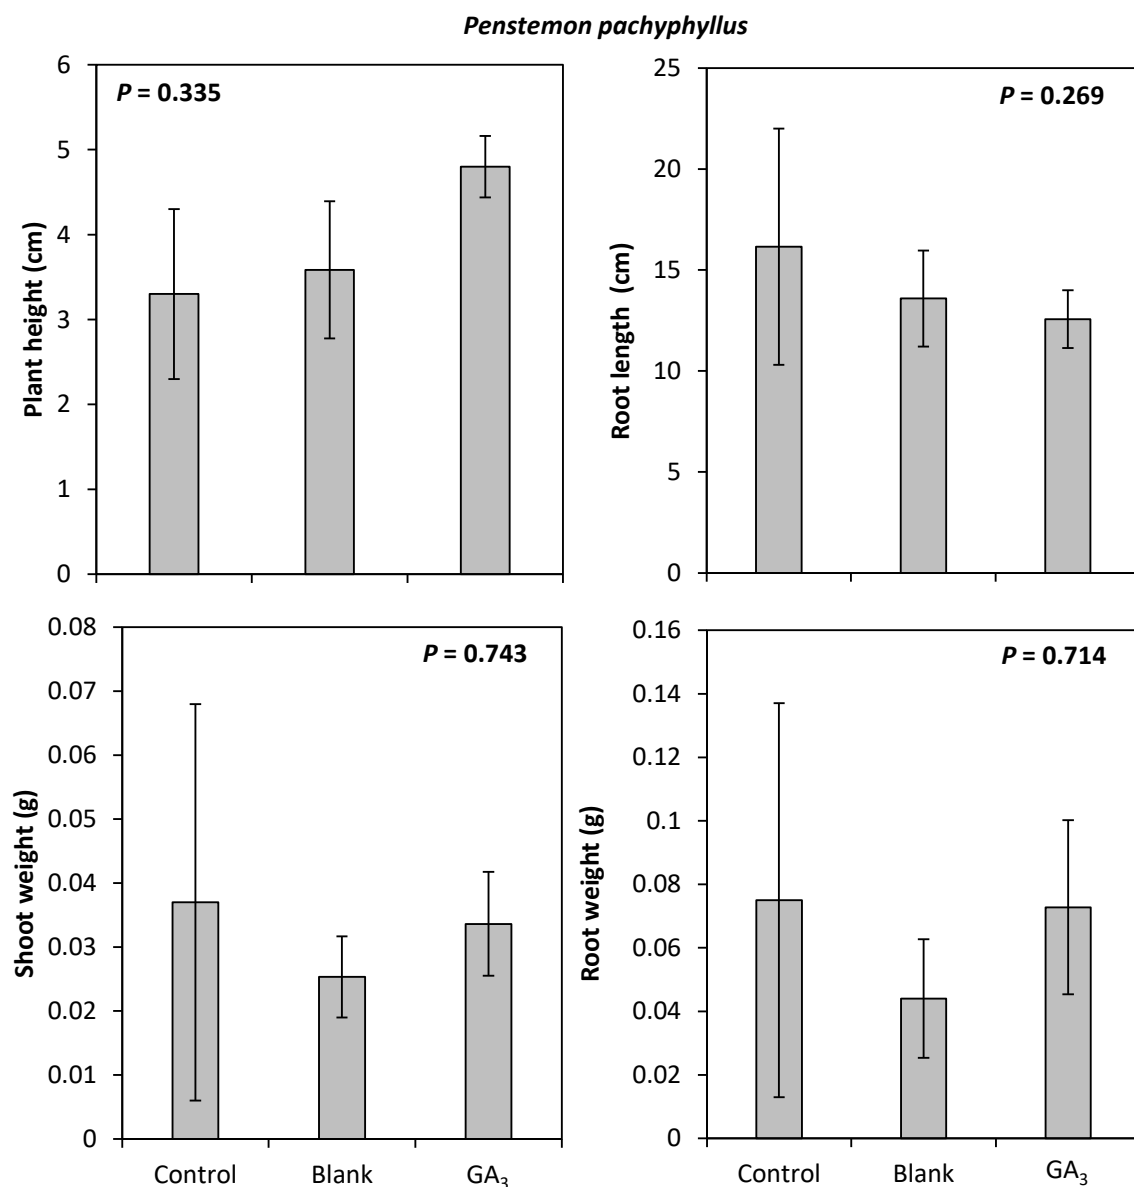 Penstemon pachyphyllus
P = 0.335
Plant height (cm)
6
5
4
3
2
1
0
P = 0.269
Root length (cm)
25
20
15
10
5
0
P = 0.743
Shoot weight (g)
0.08
0.07
0.06
0.05
0.04
0.03
0.02
0.01
0
Control Blank GA₃
P = 0.714
Root weight (g)
0.16
0.14
0.12
0.1
0.08
0.06
0.04
0.02
0
Control Blank GA₃